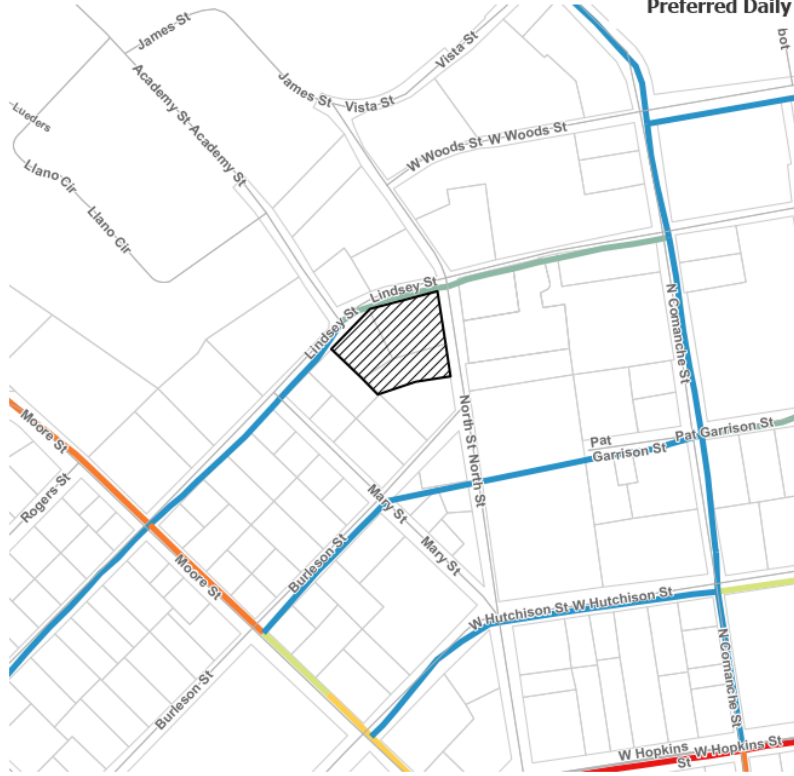 Preferred Daily
James St
bot
Vista St
Academy St Academy St
James St
Vista St
Lueders
W Woods St W Woods St
Llano Cir
Llano Cir
Lindsey St
Lindsey St
N Comanche St
Moore St
North St North St
Pat
Garrison St
Pat Garrison St
Rogers St
Mary St
Mary St
Burleson St
Moore St
W Hutchison St W Hutchison St
N Comanche St
Burleson St
W Hopkins
St
W Hopkins St